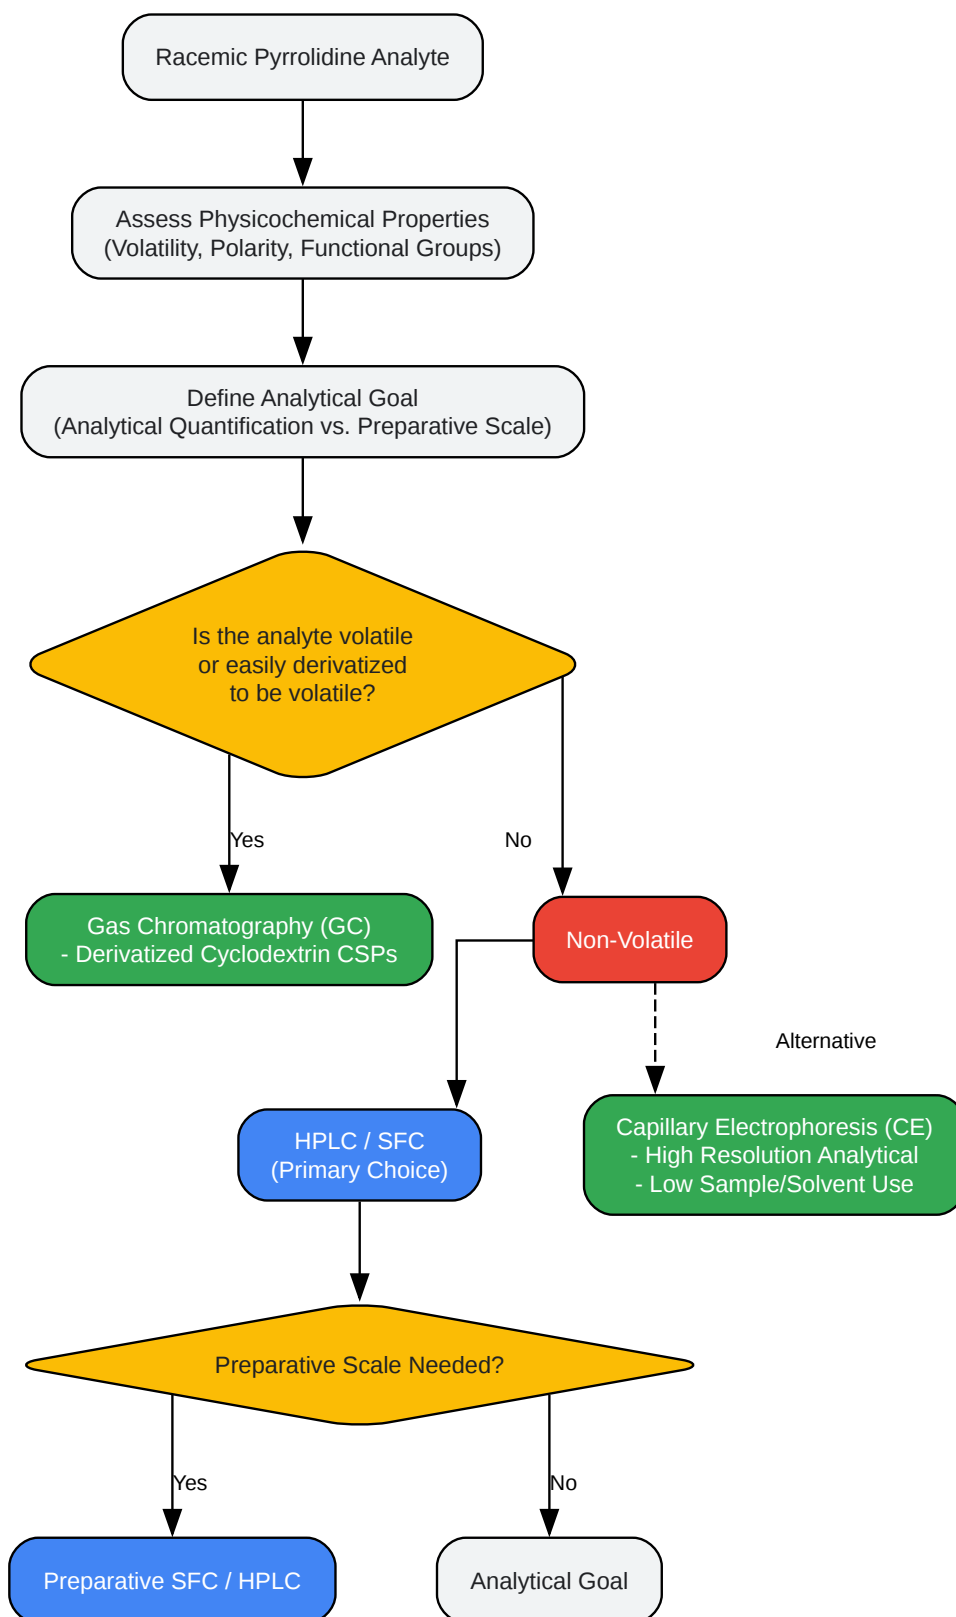 Racemic Pyrrolidine Analyte
Assess Physicochemical Properties
(Volatility, Polarity, Functional Groups)
Define Analytical Goal
(Analytical Quantification vs. Preparative Scale)
Is the analyte volatile
or easily derivatized
to be volatile?
Yes
No
Gas Chromatography (GC)
- Derivatized Cyclodextrin CSPs
Non-Volatile
Alternative
HPLC / SFC
(Primary Choice)
Capillary Electrophoresis (CE)
- High Resolution Analytical
- Low Sample/Solvent Use
Preparative Scale Needed?
Yes
No
Preparative SFC / HPLC
Analytical Goal